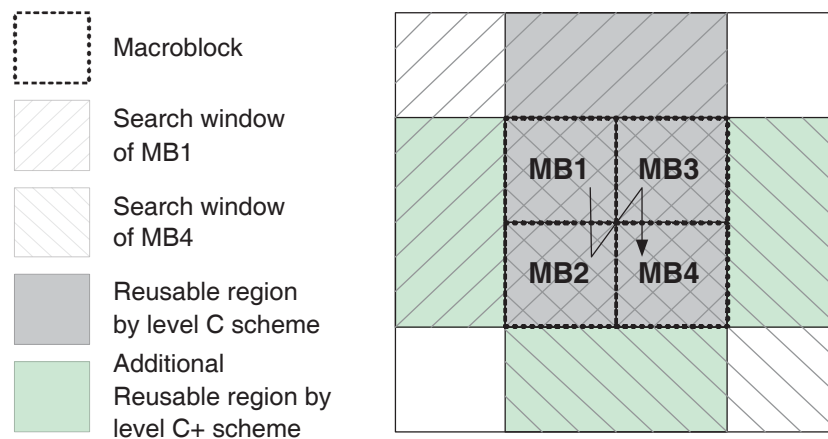 Macroblock
Search window
of MB1
Search window
of MB4
Reusable region
by level C scheme
Additional
Reusable region by
level C+ scheme
MB1 MB3
MB2 MB4